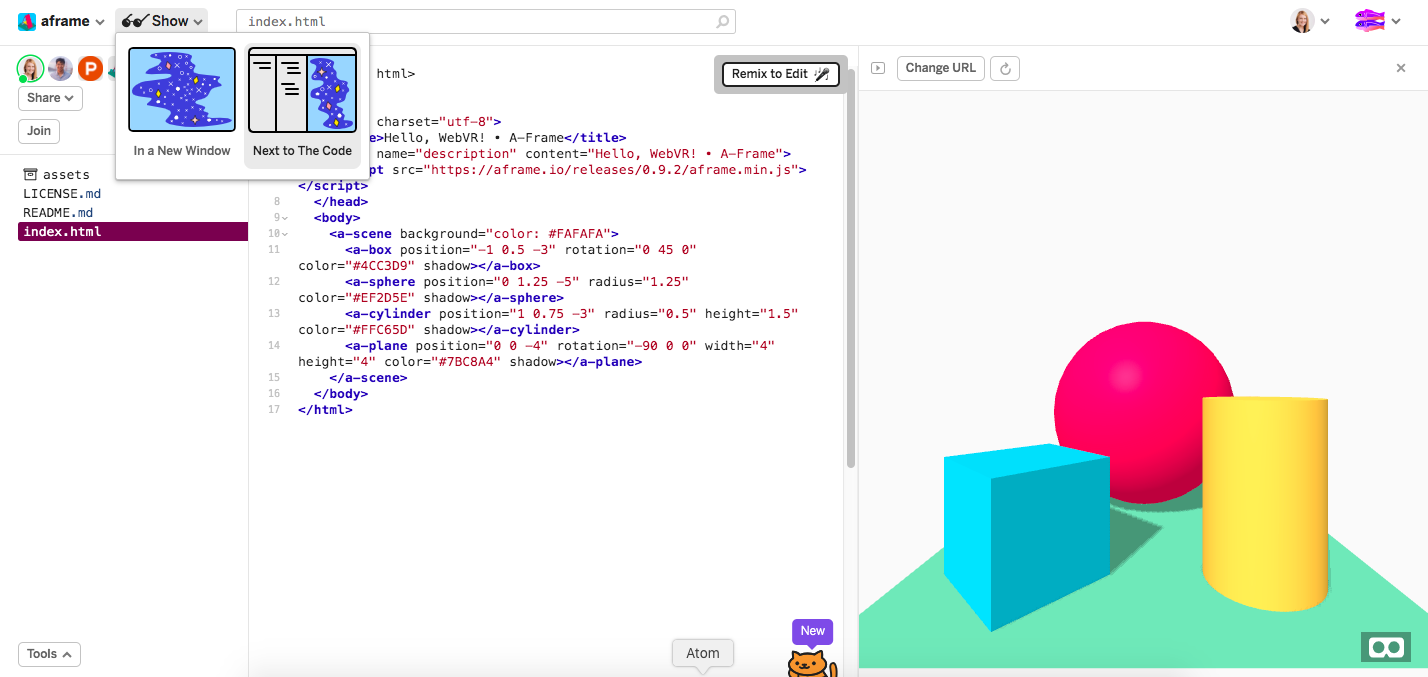 aframe
Show
index.html
In a New Window
Next to The Code
P
Share
Join
assets
LICENSE.md
README.md
index.html
Tools
html>
charset="utf-8">
e>Hello, WebVR! • A-Frame</title>
name="description" content="Hello, WebVR! • A-Frame">
pt src="https://aframe.io/releases/0.9.2/aframe.min.js">
</script>
8 </head>
9 <body>
10 <a-scene background="color: #FAFAFA">
11 <a-box position="-1 0.5 -3" rotation="0 45 0"
color="#4CC3D9" shadow></a-box>
12 <a-sphere position="0 1.25 -5" radius="1.25"
color="#EF2D5E" shadow></a-sphere>
13 <a-cylinder position="1 0.75 -3" radius="0.5" height="1.5"
color="#FFC65D" shadow></a-cylinder>
14 <a-plane position="0 0 -4" rotation="-90 0 0" width="4"
height="4" color="#7BC8A4" shadow></a-plane>
15 </a-scene>
16 </body>
17 </html>
Remix to Edit
Change URL
New
Atom